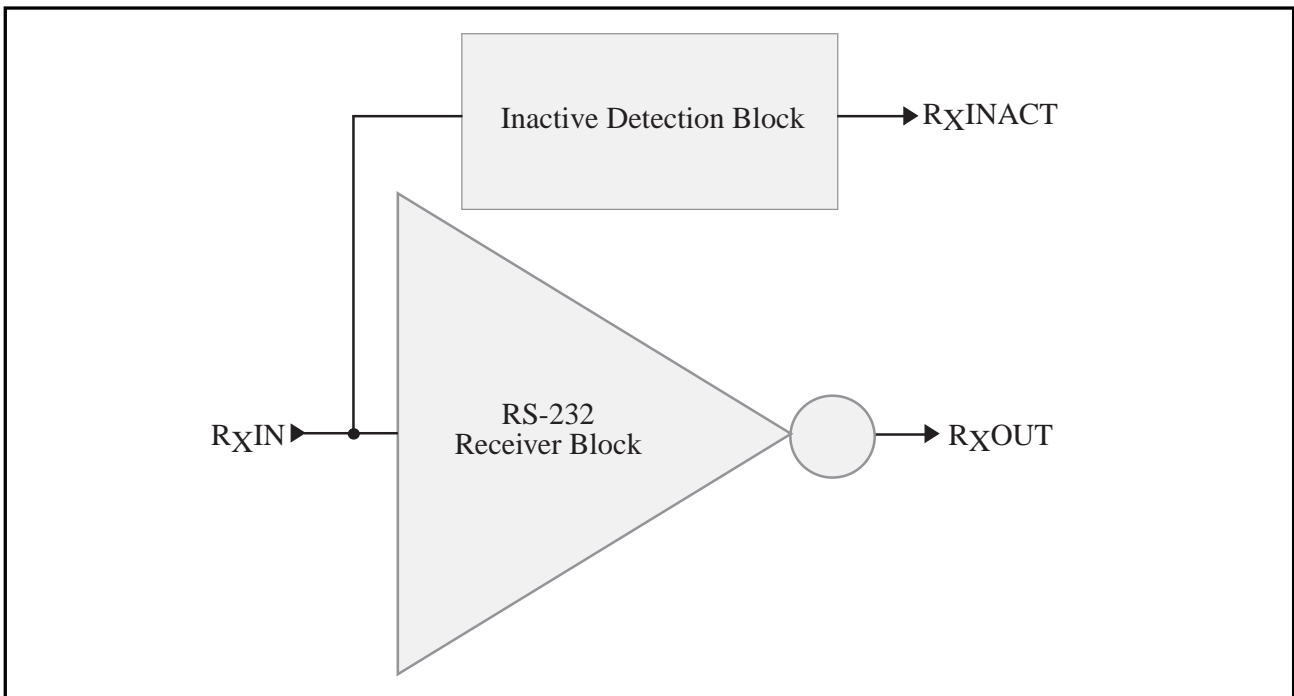 Inactive Detection Block
RXINACT
RXIN
RS-232
Receiver Block
RXOUT